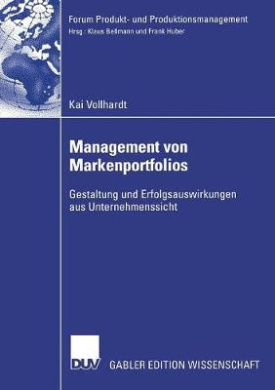 Forum Produkt- und Produktionsmanagement
Hrsg.: Klaus Bellmann und Frank Huber
Kai Vollhardt
Management von
Markenportfolios
Gestaltung und Erfolgsauswirkungen
aus Unternehmenssicht
DUV
GABLER EDITION WISSENSCHAFT